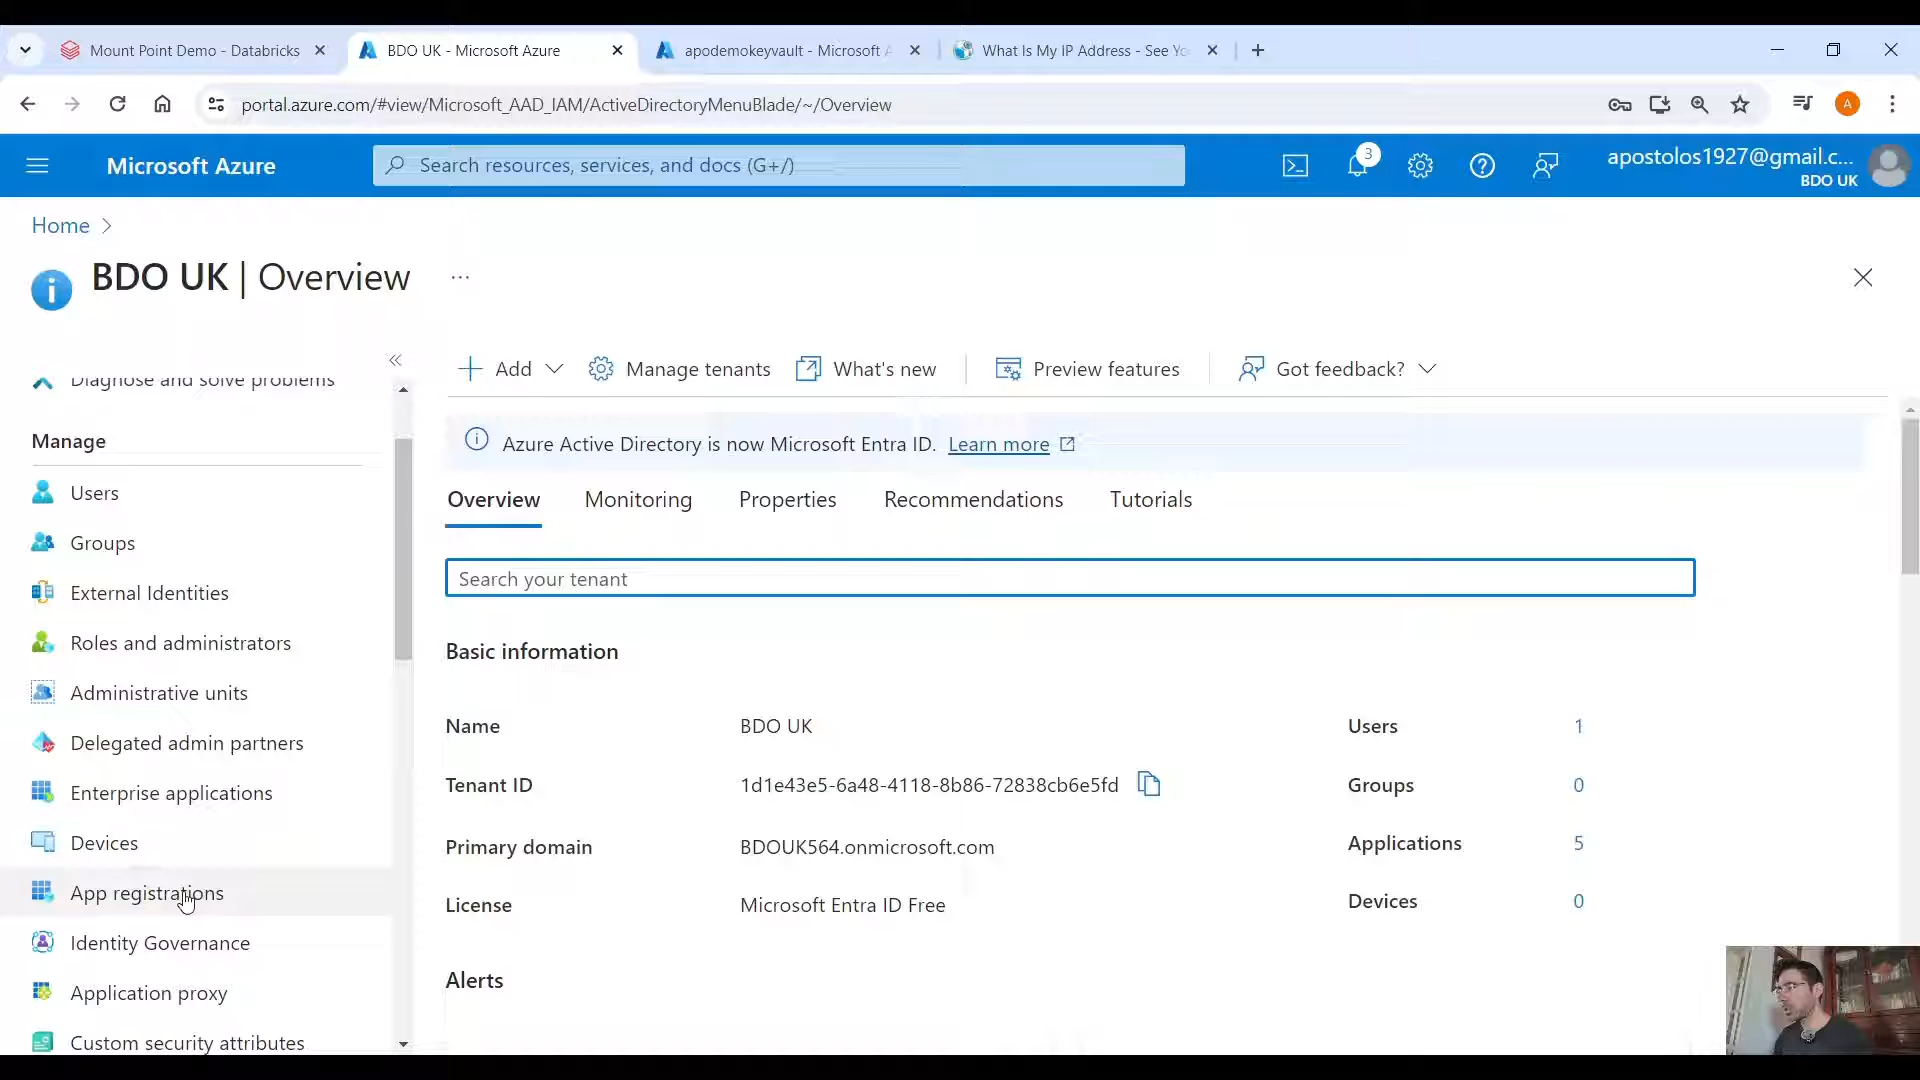 Mount Point Demo - Databricks
BDO UK - Microsoft Azure
apodemokeyvault - Microsoft A
What Is My IP Address - See Yo
portal.azure.com/#view/Microsoft_AAD_IAM/ActiveDirectoryMenuBlade/~/Overview
A
Microsoft Azure
Search resources, services, and docs (G+/)
3
apostolos1927@gmail.c...
BDO UK
Home
BDO UK | Overview
...
Diagnose and solve problems
Manage
Users
Groups
External Identities
Roles and administrators
Administrative units
Delegated admin partners
Enterprise applications
Devices
App registrations
Identity Governance
Application proxy
Custom security attributes
Add
Manage tenants
What's new
Preview features
Got feedback?
Azure Active Directory is now Microsoft Entra ID. Learn more
Overview
Monitoring
Properties
Recommendations
Tutorials
Search your tenant
Basic information
Name BDO UK
Users 1
Tenant ID 1d1e43e5-6a48-4118-8b86-72838cb6e5fd
Groups 0
Primary domain BDOUK564.onmicrosoft.com
Applications 5
License Microsoft Entra ID Free
Devices 0
Alerts